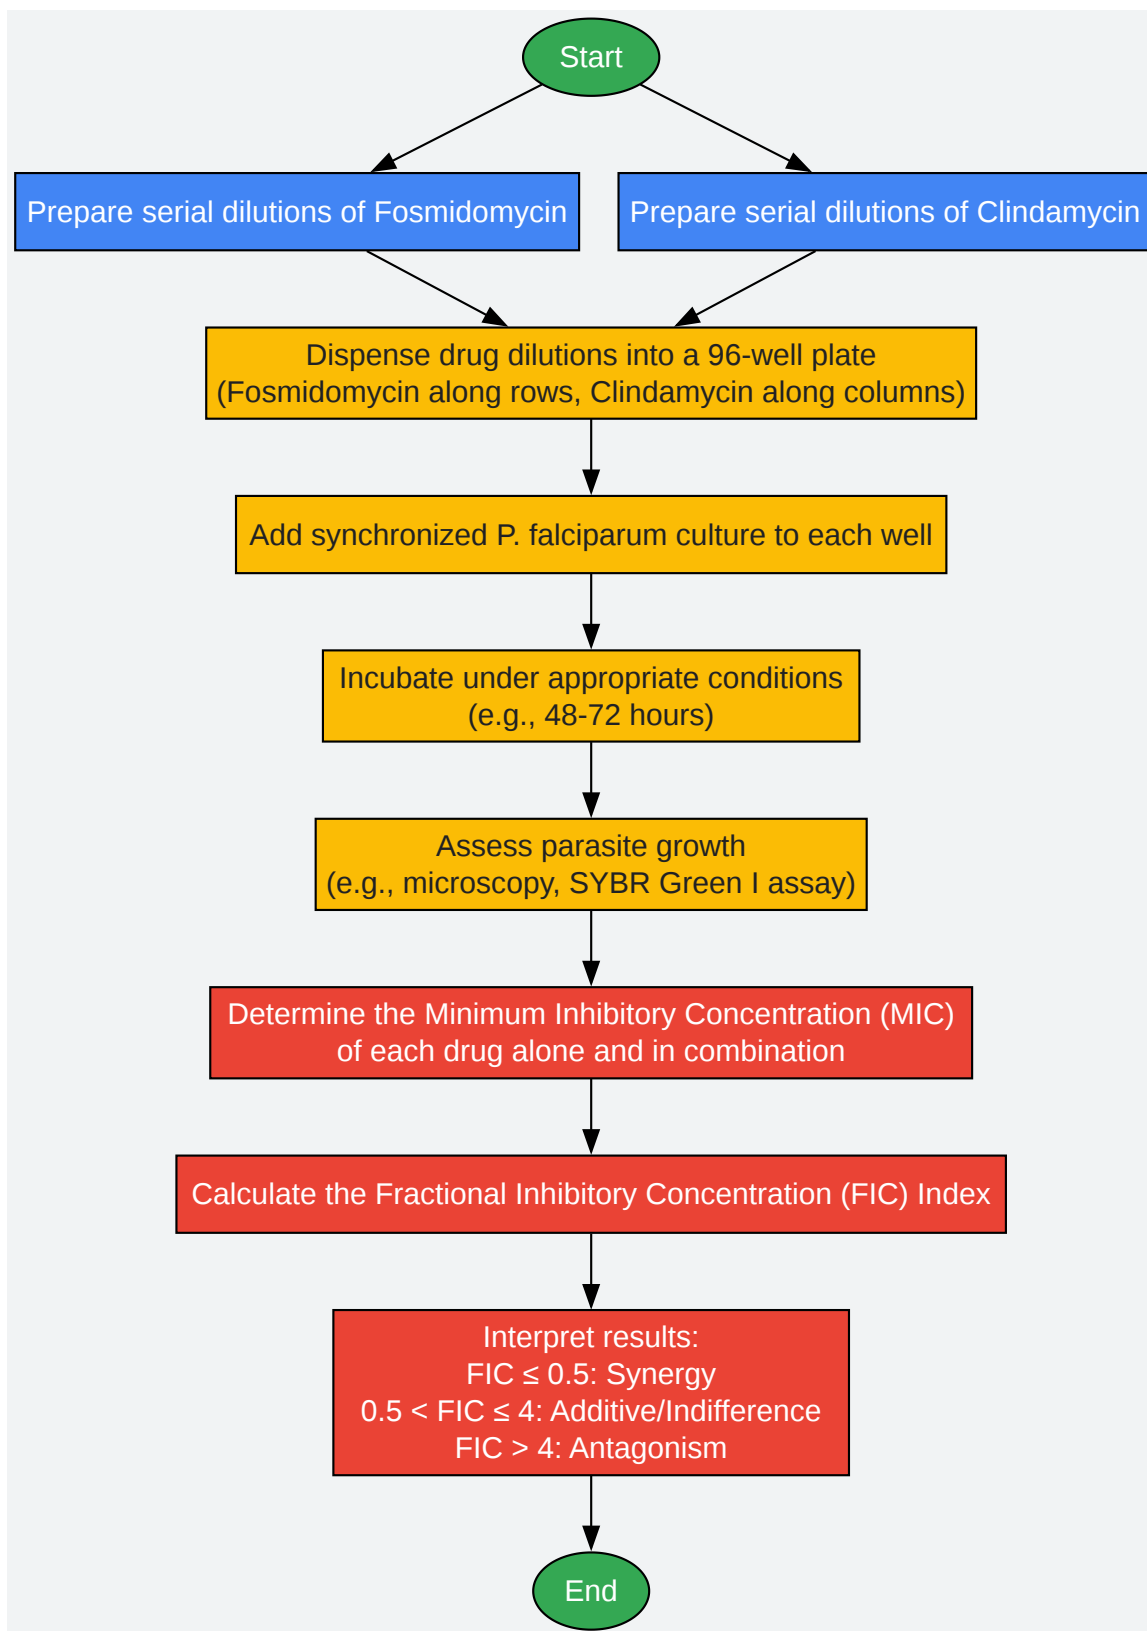 Start
Prepare serial dilutions of Fosmidomycin
Prepare serial dilutions of Clindamycin
Dispense drug dilutions into a 96-well plate
(Fosmidomycin along rows, Clindamycin along columns)
Add synchronized P. falciparum culture to each well
Incubate under appropriate conditions
(e.g., 48-72 hours)
Assess parasite growth
(e.g., microscopy, SYBR Green I assay)
Determine the Minimum Inhibitory Concentration (MIC)
of each drug alone and in combination
Calculate the Fractional Inhibitory Concentration (FIC) Index
Interpret results:
FIC ≤ 0.5: Synergy
0.5 < FIC ≤ 4: Additive/Indifference
FIC > 4: Antagonism
End